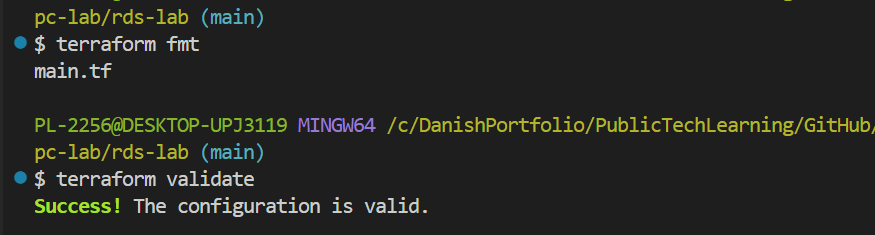 pc-lab/rds-lab (main)
$ terraform fmt
main.tf
PL-2256@DESKTOP-UPJ3119 MINGW64 /c/DanishPortfolio/PublicTechLearning/GitHub/
pc-lab/rds-lab (main)
$ terraform validate
Success! The configuration is valid.